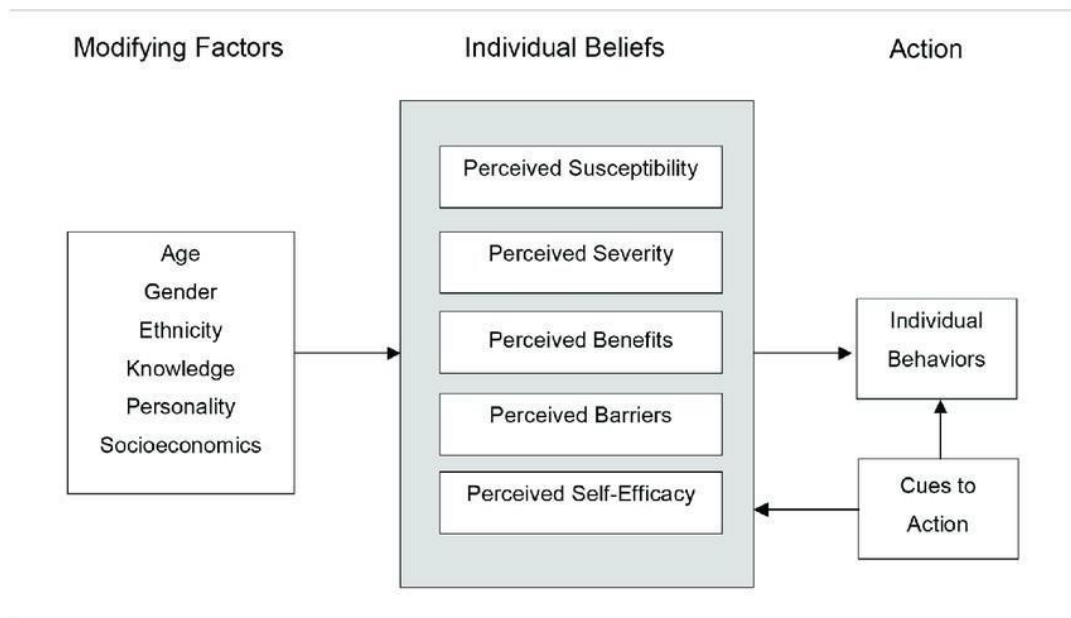 Modifying Factors
Individual Beliefs
Action
Age
Gender
Ethnicity
Knowledge
Personality
Socioeconomics
Perceived Susceptibility
Perceived Severity
Perceived Benefits
Perceived Barriers
Perceived Self-Efficacy
Individual
Behaviors
Cues to
Action